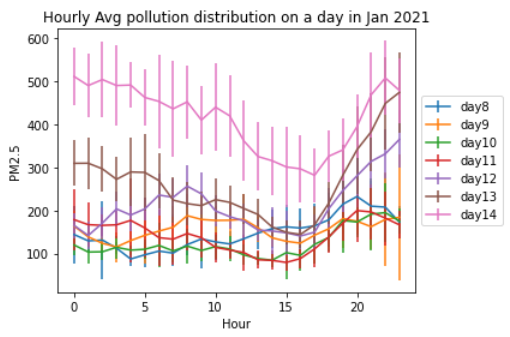 Hourly Avg pollution distribution on a day in Jan 2021
600
500
400
300
200
100
PM2.5
0
5
10
15
20
Hour
day8
day9
day10
day11
day12
day13
day14